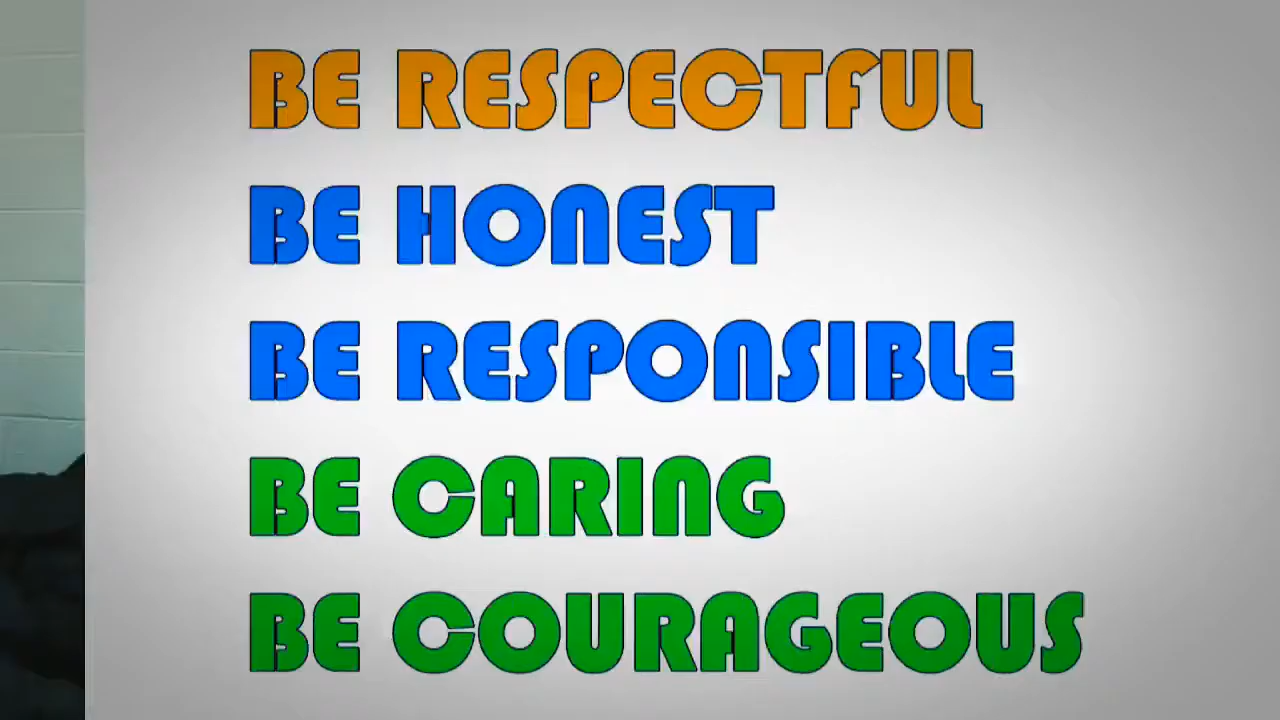 BE RESPECTFUL
BE HONEST
BE RESPONSIBLE
BE CARING
BE COURAGEOUS